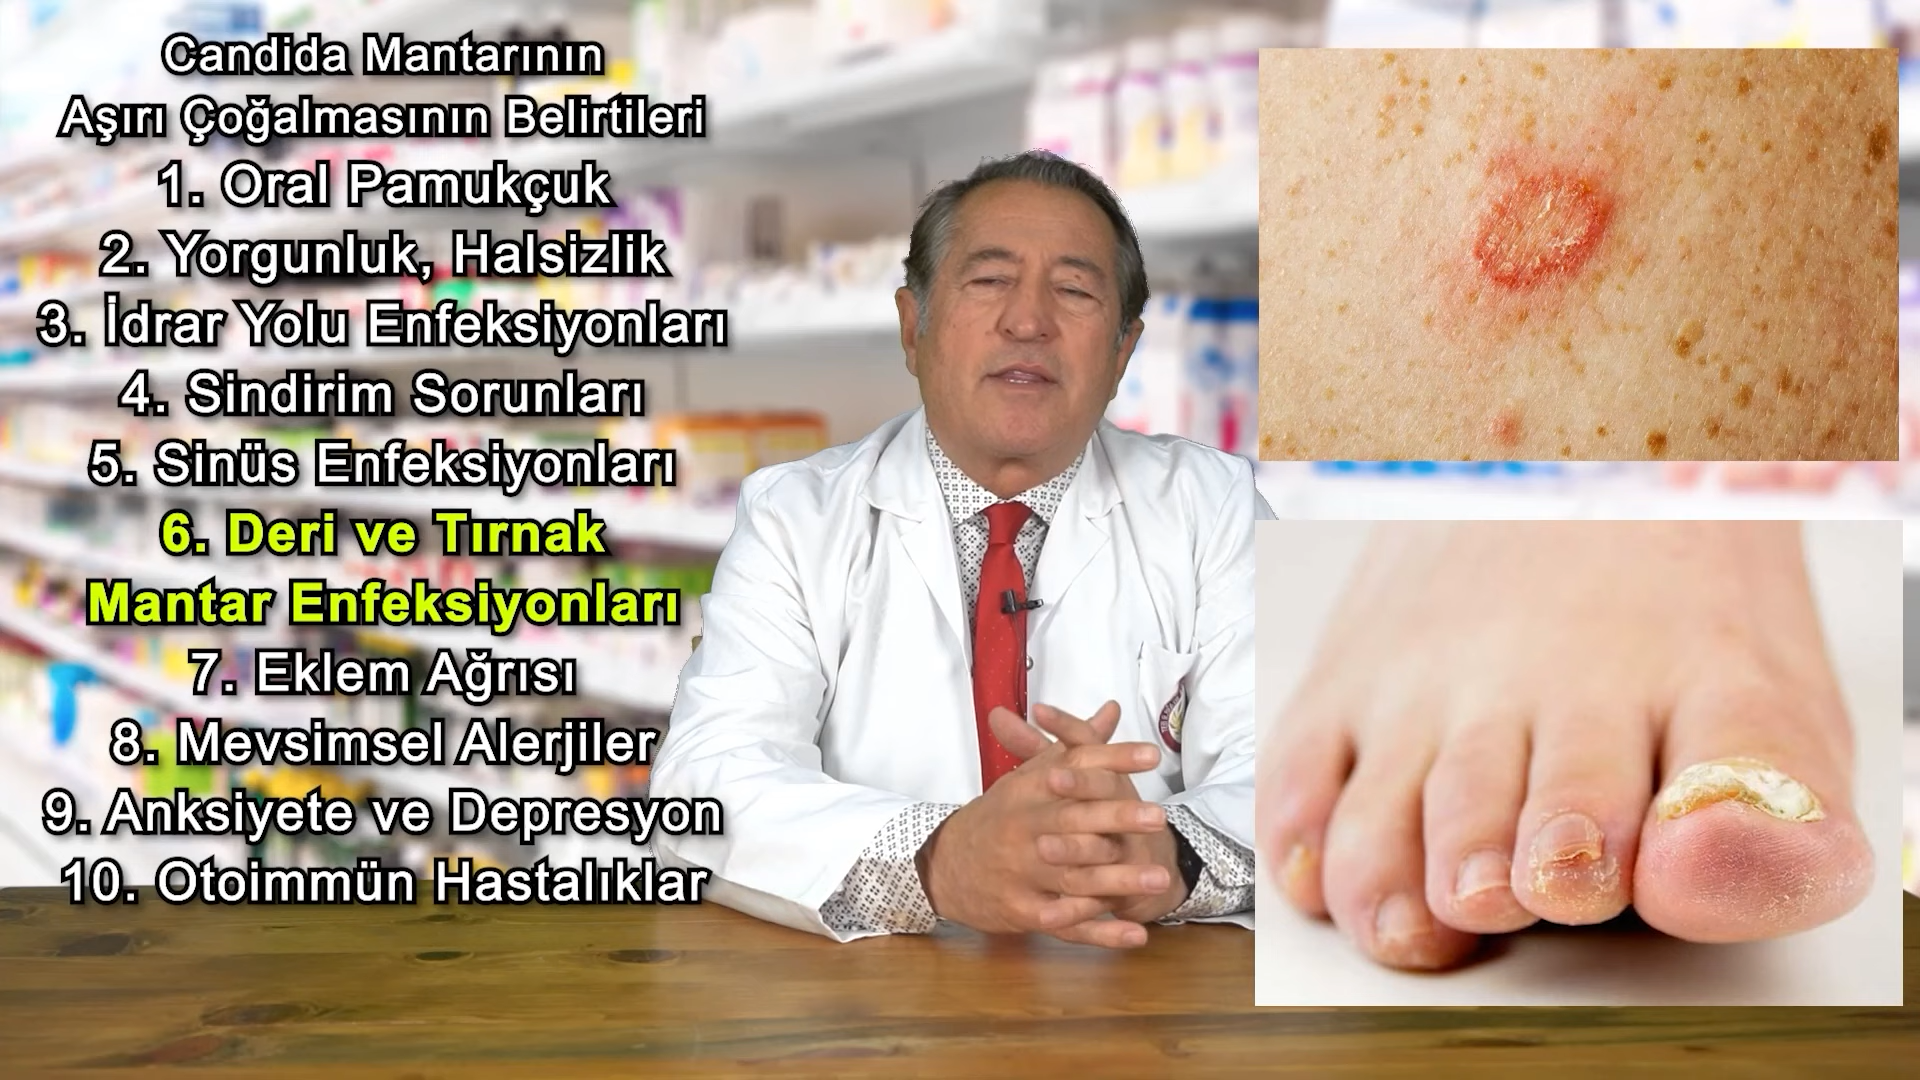 Candida Mantarının
Aşırı Çoğalmasının Belirtileri
1. Oral Pamukçuk
2. Yorgunluk, Halsizlik
3. İdrar Yolu Enfeksiyonları
4. Sindirim Sorunları
5. Sinüs Enfeksiyonları
6. Deri ve Tırnak
Mantar Enfeksiyonları
7. Eklem Ağrısı
8. Mevsimsel Alerjiler
9. Anksiyete ve Depresyon
10. Otoimmün Hastalıklar